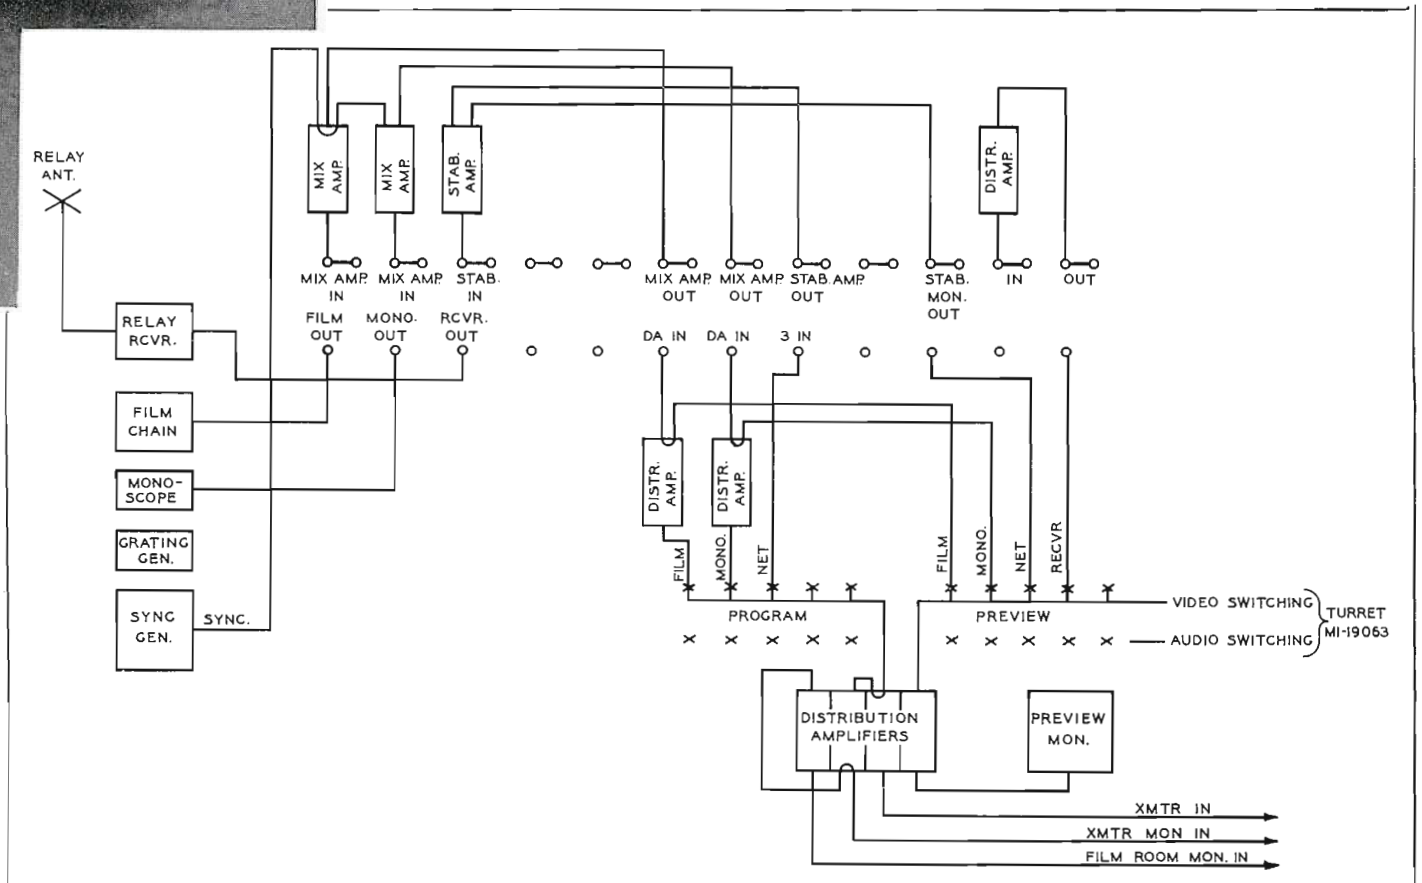 RELAY
ANT.
MIX
AMP.
MIX
AMP.
STAB.
AMP.
DISTR.
AMP.
MIX AMP.
IN
MIX AMP.
IN
STAB.
IN
MIX AMP.
OUT
MIX AMP.
OUT
STAB. AMP.
OUT
STAB.
MON.
OUT
IN
OUT
FILM
OUT
MONO.
OUT
RCVR.
OUT
DA IN
DA IN
3 IN
RELAY
RCVR.
FILM
CHAIN
MONO-
SCOPE
GRATING
GEN.
SYNC
GEN.
SYNC.
DISTR.
AMP.
DISTR.
AMP.
FILM
MONO.
NET
FILM
MONO.
NET
RECVR
PROGRAM
PREVIEW
VIDEO SWITCHING
AUDIO SWITCHING
TURRET
MI-19063
DISTRIBUTION
AMPLIFIERS
PREVIEW
MON.
XMTR IN
XMTR MON IN
FILM ROOM MON. IN